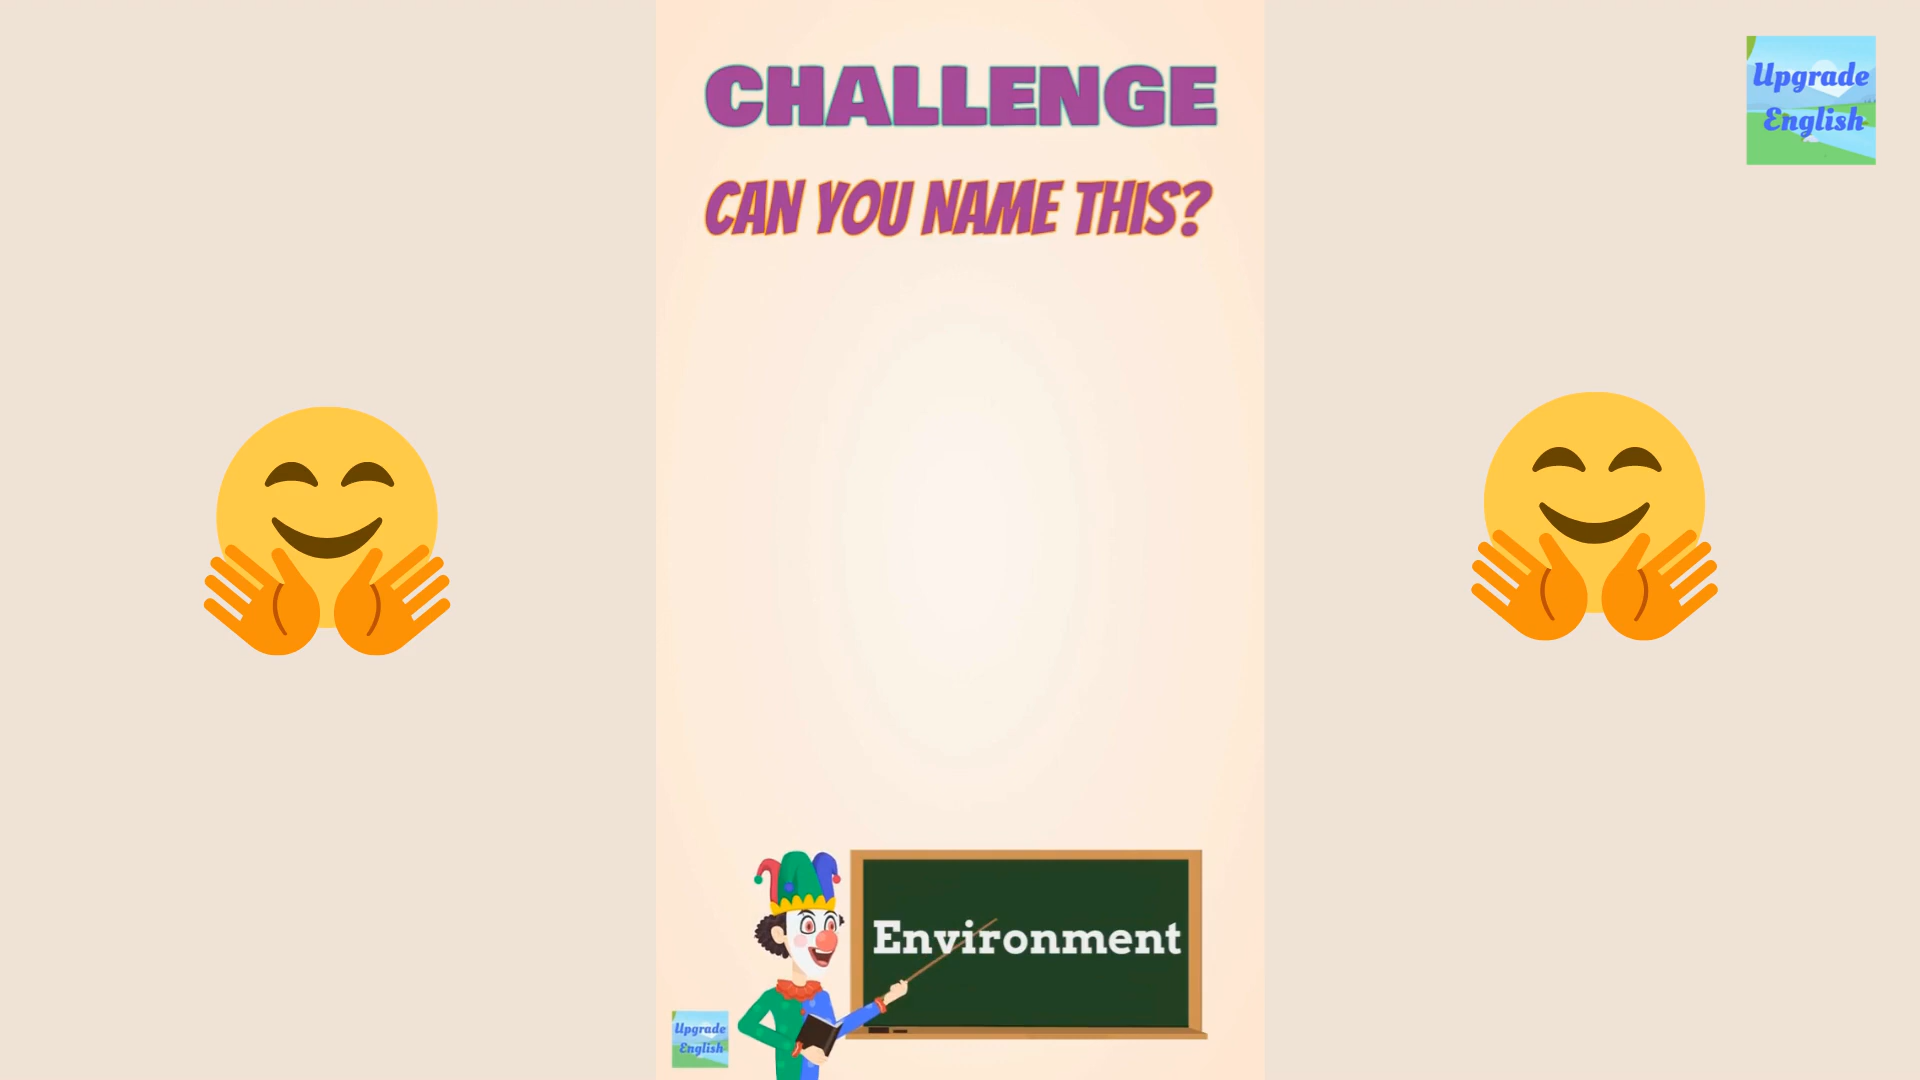 CHALLENGE
CAN YOU NAME THIS?
Upgrade
English
Environment
Upgrade
English